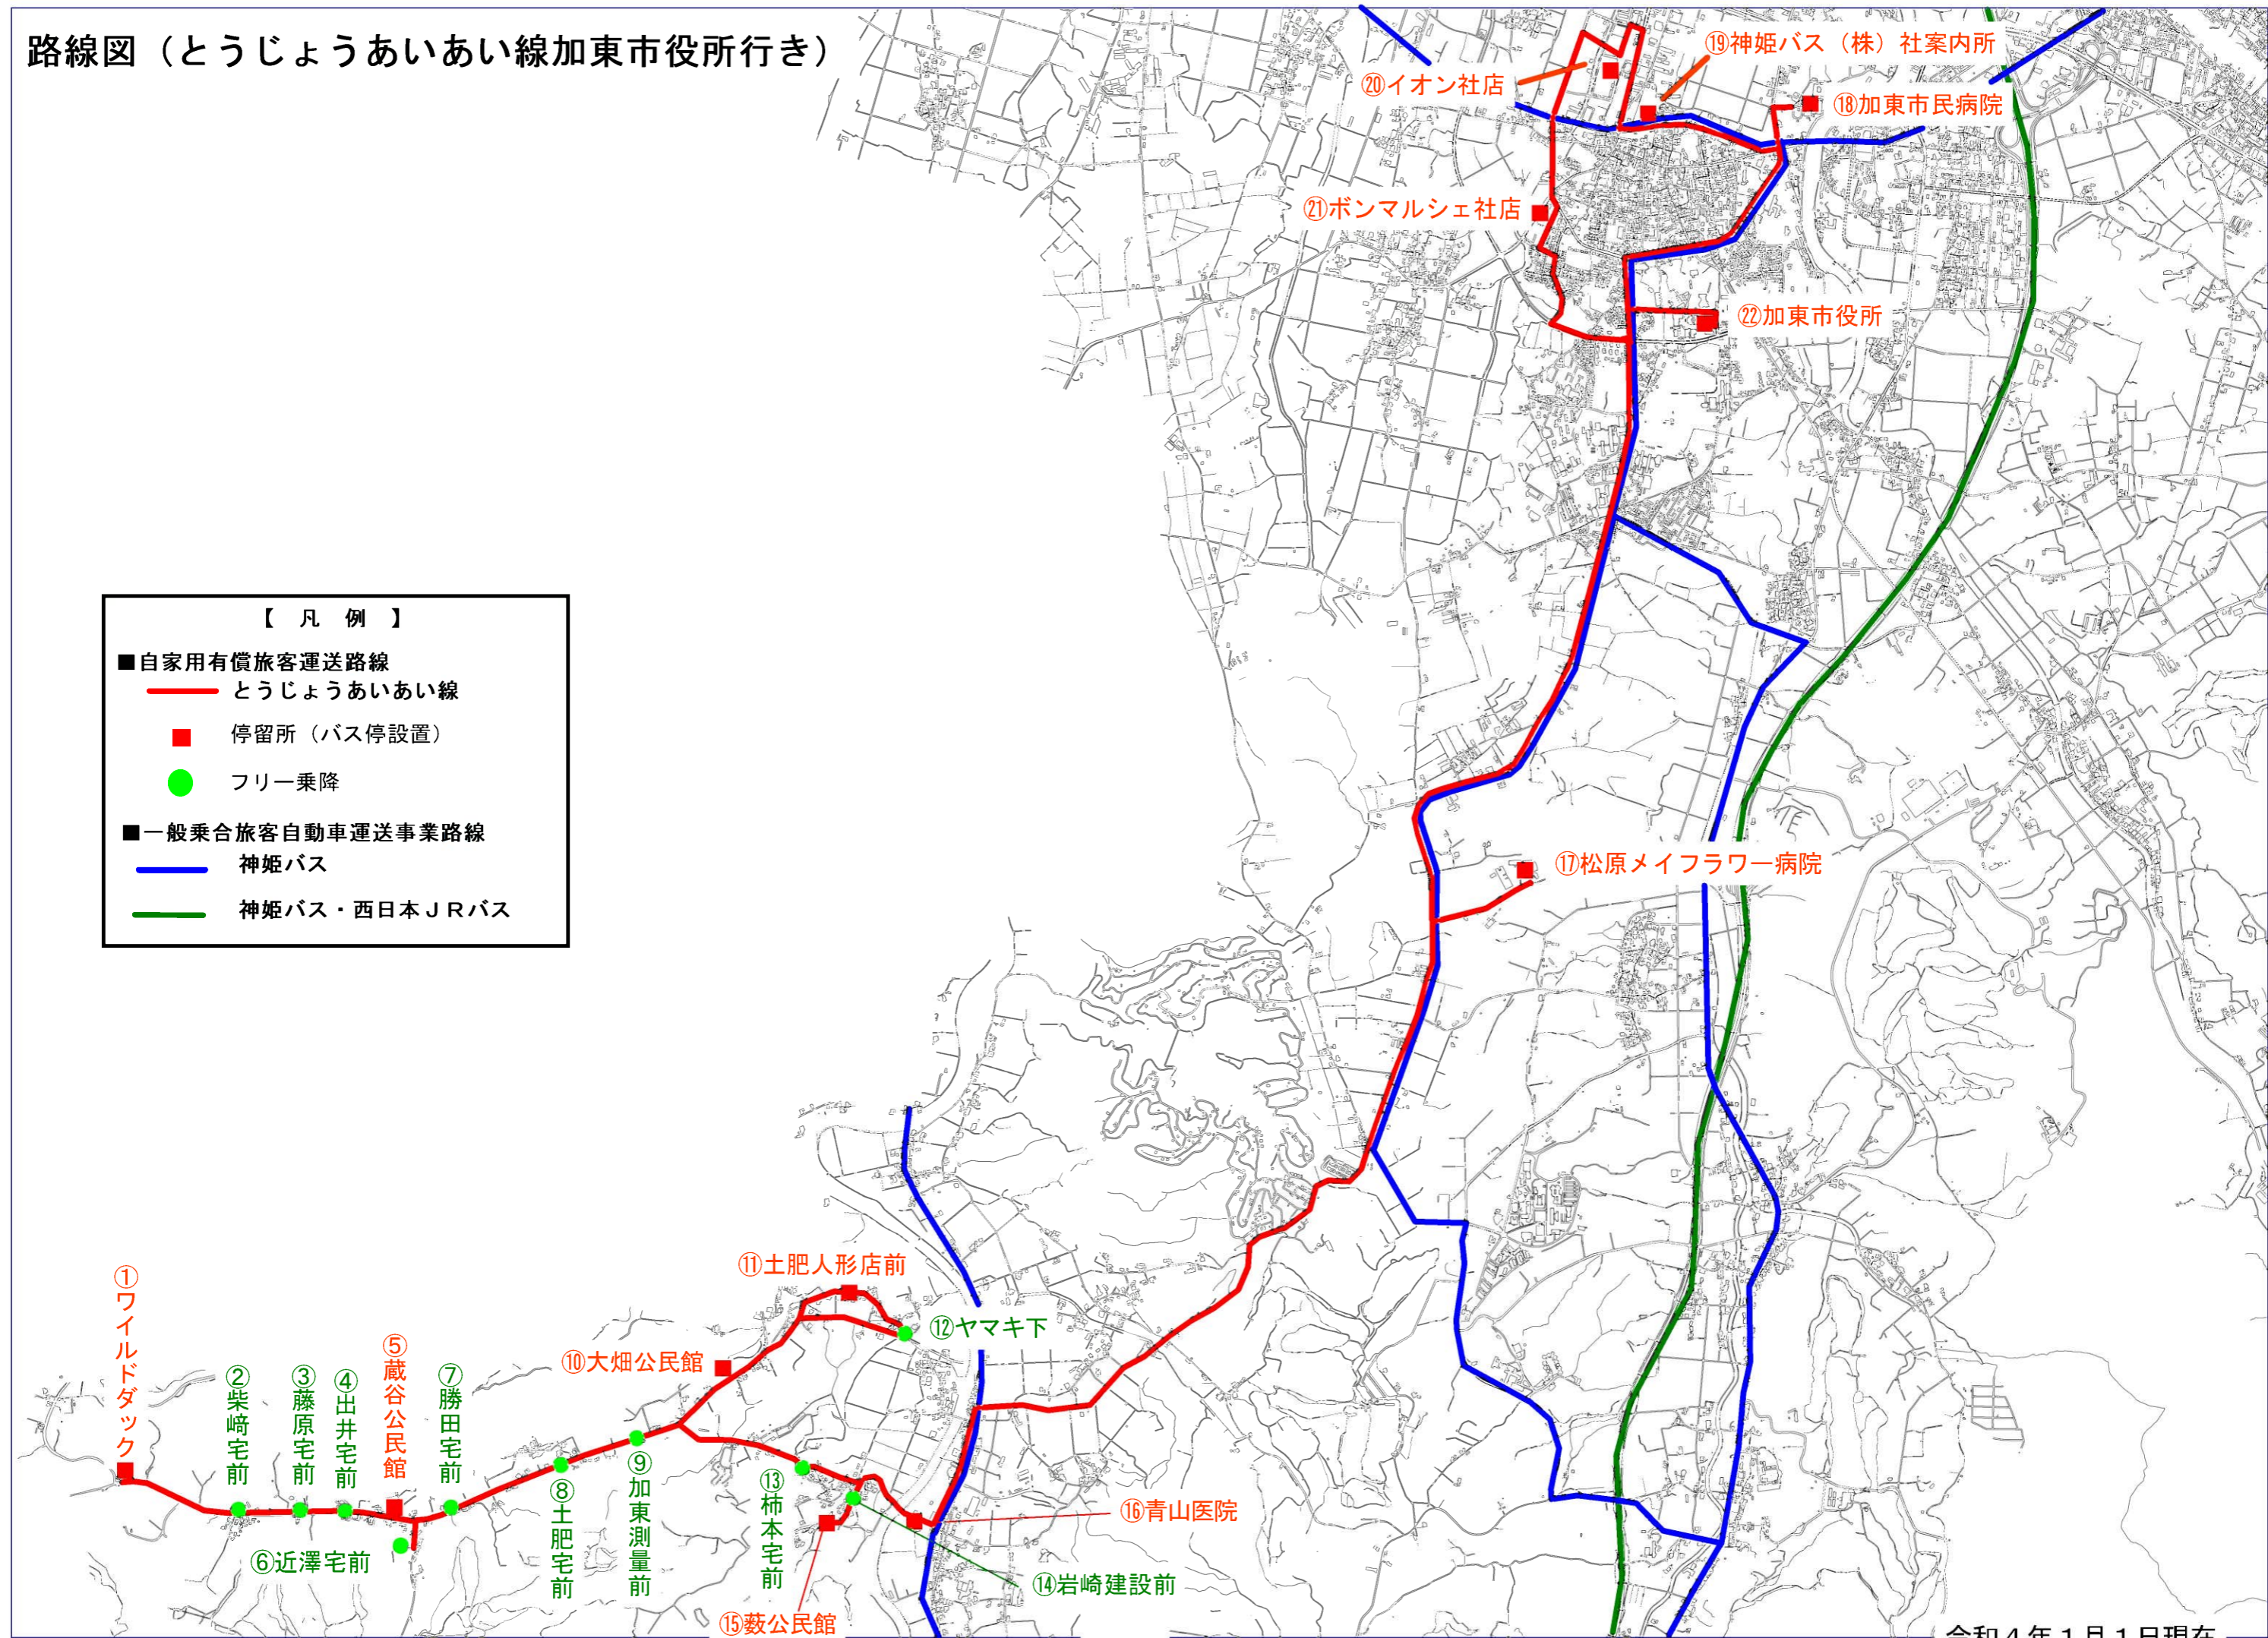 路線図（とうじょうあいあい線加東市役所行き）
⑲神姫バス（株）社案内所
⑳イオン社店
⑱加東市民病院
㉑ボンマルシェ社店
㉒加東市役所
【 凡 例 】
■自家用有償旅客運送路線
とうじょうあいあい線
停留所（バス停設置）
フリー乗降
■一般乗合旅客自動車運送事業路線
神姫バス
神姫バス・西日本ＪＲバス
⑰松原メイフラワー病院
⑪土肥人形店前
⑫ヤマキ下
⑩大畑公民館
①ワイルドダック
②柴﨑宅前
③藤原宅前
④出井宅前
⑤蔵谷公民館
⑦勝田宅前
⑥近澤宅前
⑧土肥宅前
⑨加東測量前
⑬柿本宅前
⑯青山医院
⑭岩崎建設前
⑮薮公民館
令和４年１月１日現在